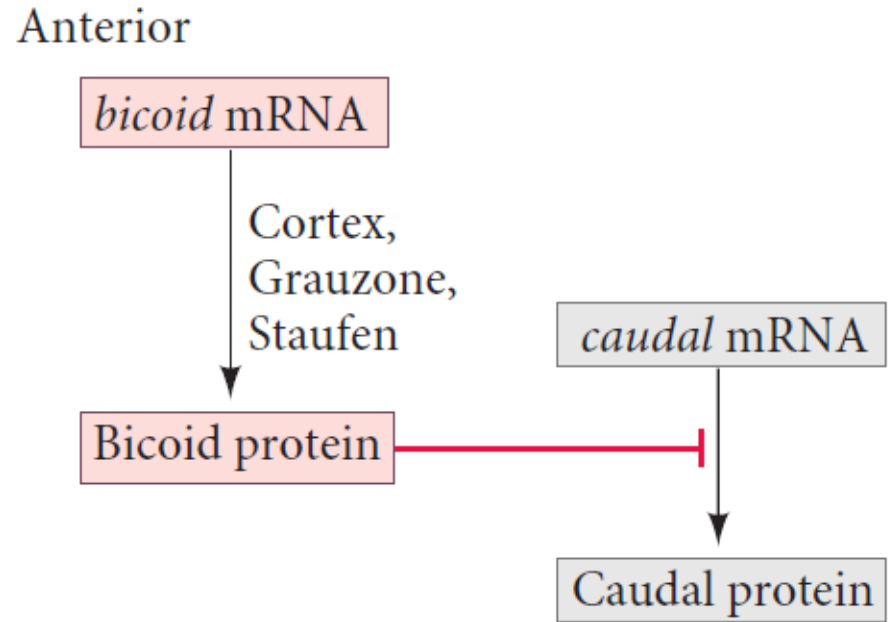 Anterior
bicoid mRNA
Cortex,
Grauzone,
Staufen
caudal mRNA
Bicoid protein
Caudal protein